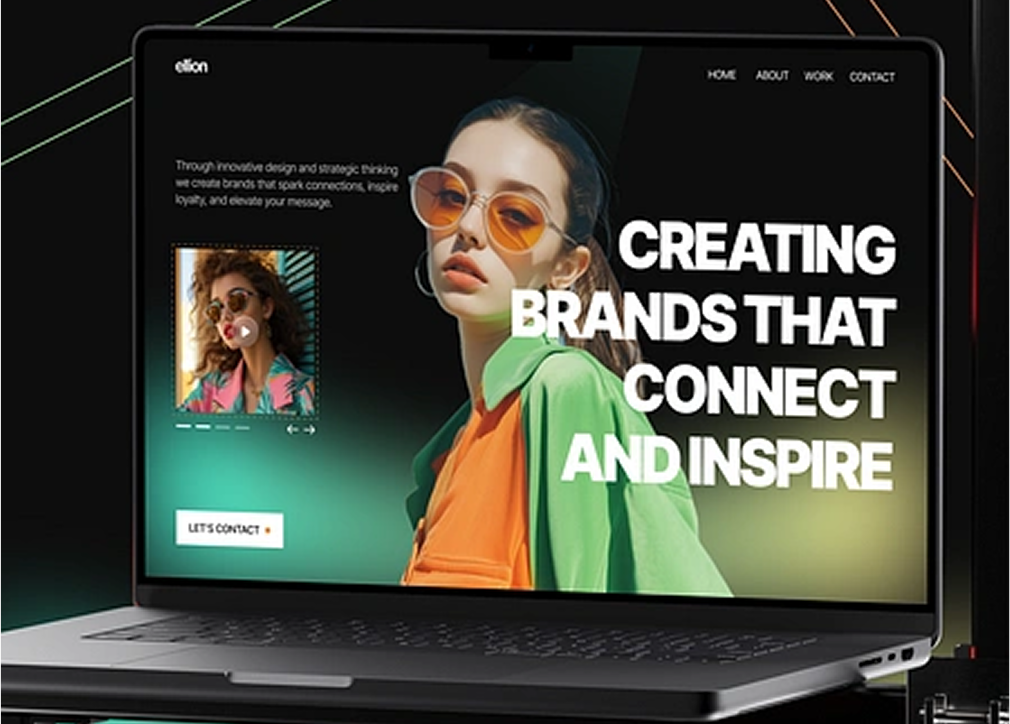 ellion
HOME ABOUT WORK CONTACT
Through innovative design and strategic thinking
we create brands that spark connections, inspire
loyalty, and elevate your message.
CREATING
BRANDS THAT
CONNECT
AND INSPIRE
LET'S CONTACT